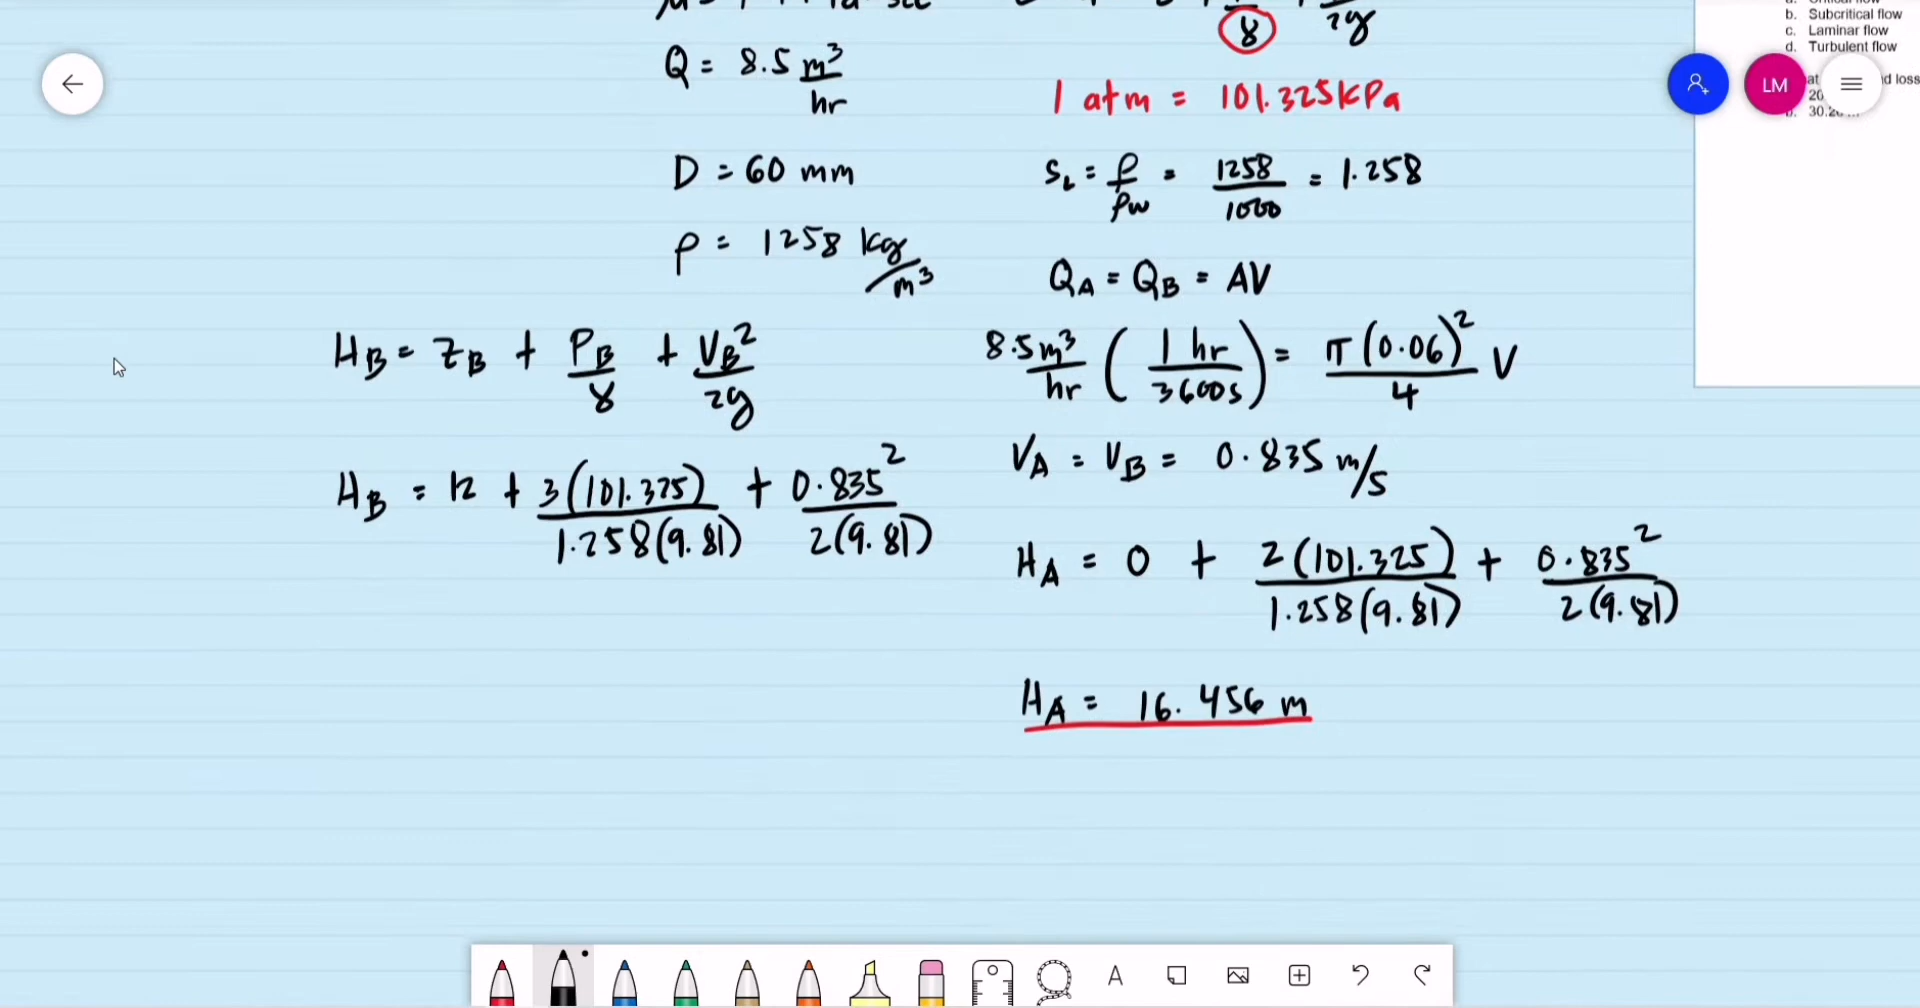 Q = 8.5 m³/hr
8
2g
1 atm = 101.325 kPa
D = 60 mm
S_L = ρ/ρw = 1258/1000 = 1.258
ρ = 1258 kg/m³
Q_A = Q_B = AV
H_B = z_B + P_B/γ + V_B²/2g
8.5 m³/hr (1 hr/3600s) = π(0.06)²/4 V
V_A = V_B = 0.835 m/s
H_B = 12 + 3(101.325)/1.258(9.81) + 0.835²/2(9.81)
H_A = 0 + 2(101.325)/1.258(9.81) + 0.835²/2(9.81)
H_A = 16.456 m
b. Subcritical flow
c. Laminar flow
d. Turbulent flow
LM
A